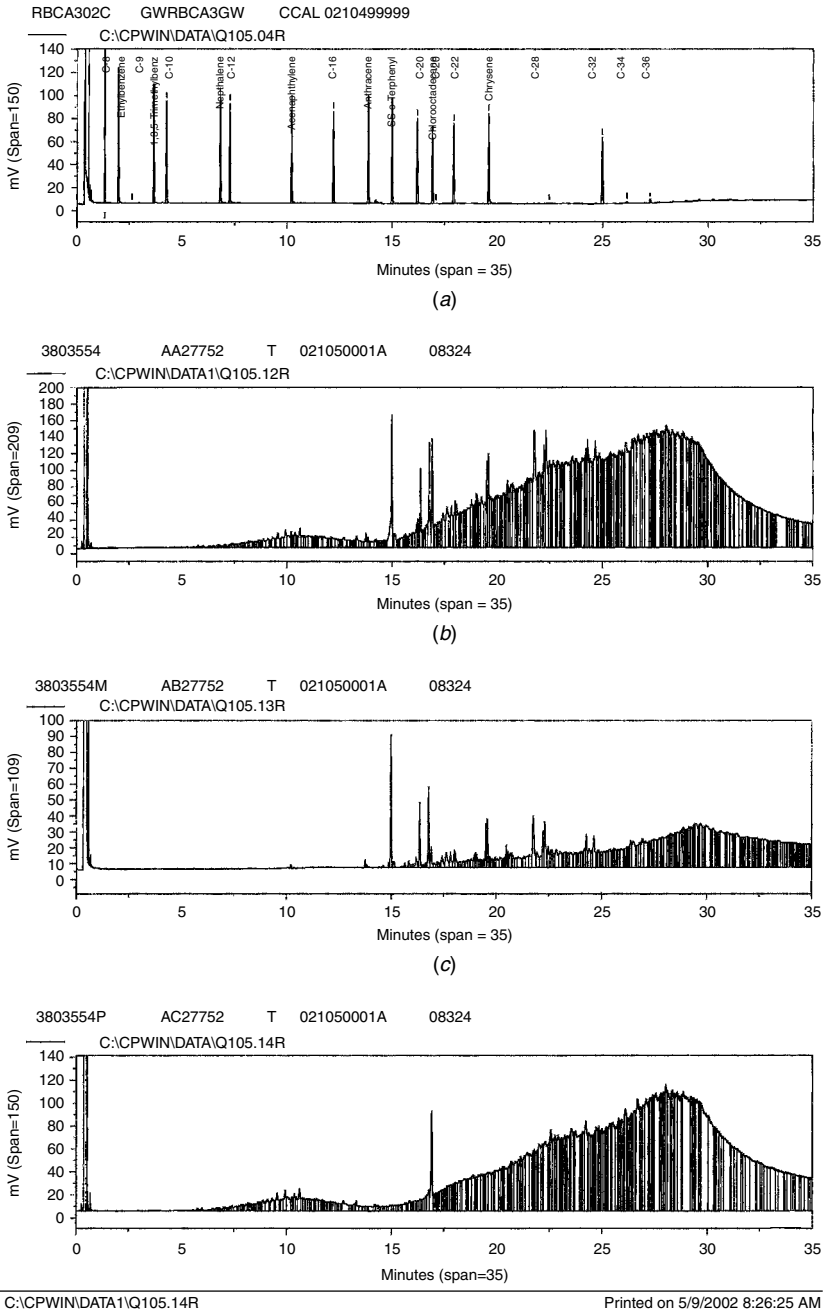 RBCA302C GWRBCA3GW CCAL 0210499999
C:\CPWIN\DATA\Q105.04R
mV (Span=150)
140
120
100
80
60
40
20
0
C-8
Ethylbenzene
C-9
1,3,5-Trimethylbenz
C-10
Napthalene
C-12
Acenaphthylene
C-16
Anthracene
SS-o-Terphenyl
C-20
Chlorooctadecane
C-22
Chrysene
C-28
C-32
C-34
C-36
0 5 10 15 20 25 30 35
Minutes (span = 35)
(a)
3803554 AA27752 T 021050001A 08324
C:\CPWIN\DATA1\Q105.12R
mV (Span=209)
200
180
160
140
120
100
80
60
40
20
0
0 5 10 15 20 25 30 35
Minutes (span = 35)
(b)
3803554M AB27752 T 021050001A 08324
C:\CPWIN\DATA\Q105.13R
mV (Span=109)
100
90
80
70
60
50
40
30
20
10
0
0 5 10 15 20 25 30 35
Minutes (span = 35)
(c)
3803554P AC27752 T 021050001A 08324
C:\CPWIN\DATA\Q105.14R
mV (Span=150)
140
120
100
80
60
40
20
0
0 5 10 15 20 25 30 35
Minutes (span=35)
C:\CPWIN\DATA1\Q105.14R Printed on 5/9/2002 8:26:25 AM